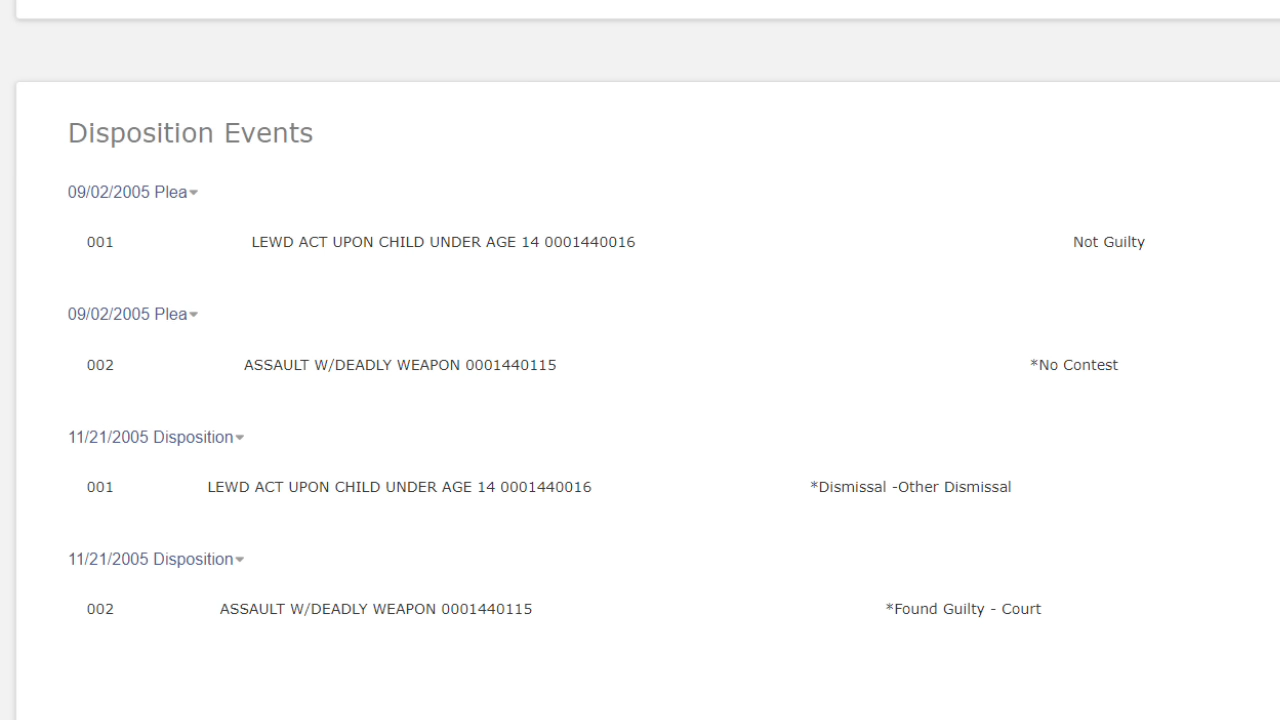 Disposition Events
09/02/2005 Plea
001 LEWD ACT UPON CHILD UNDER AGE 14 0001440016 Not Guilty
09/02/2005 Plea
002 ASSAULT W/DEADLY WEAPON 0001440115 *No Contest
11/21/2005 Disposition
001 LEWD ACT UPON CHILD UNDER AGE 14 0001440016 *Dismissal -Other Dismissal
11/21/2005 Disposition
002 ASSAULT W/DEADLY WEAPON 0001440115 *Found Guilty - Court